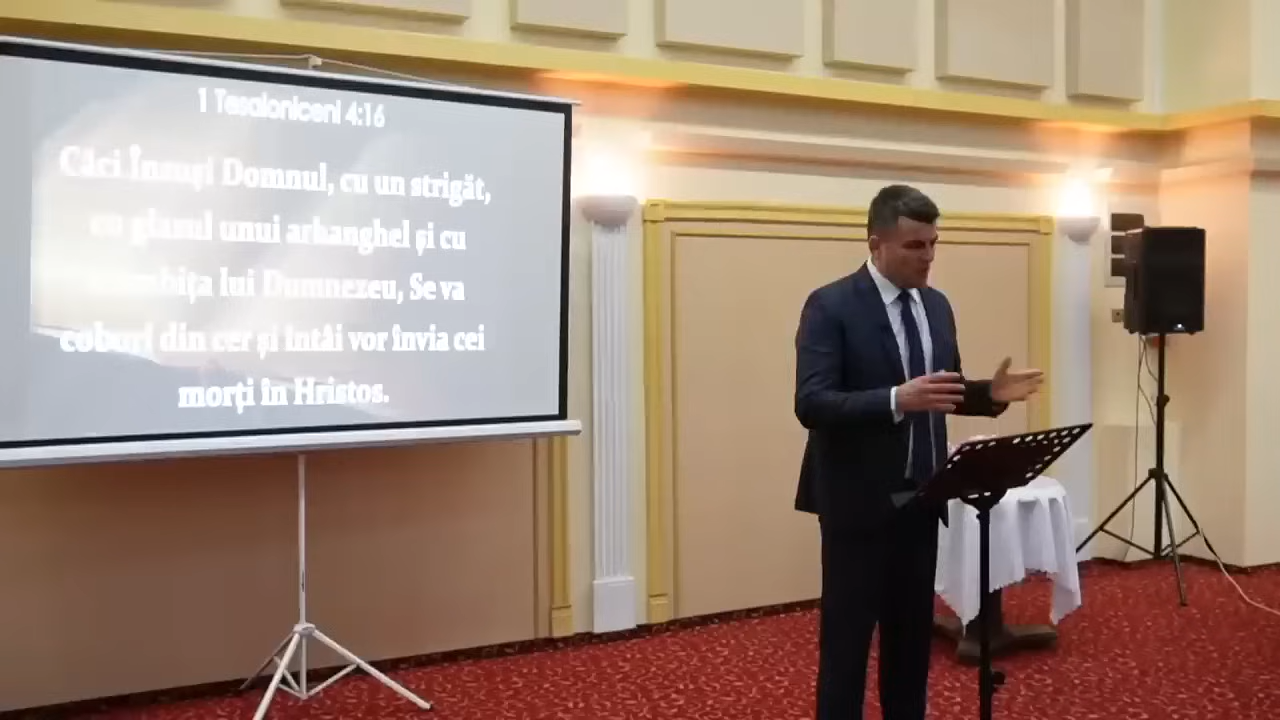 1 Tesaloniceni 4:16
Căci Însuși Domnul, cu un strigăt,
cu glasul unui arhanghel și cu
lui Dumnezeu, Se va
coborî din cer și întâi vor învia cei
morți în Hristos.